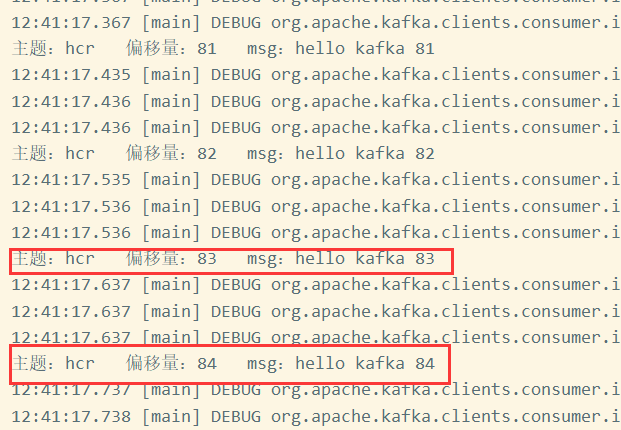 12:41:17.367 [main] DEBUG org.apache.kafka.clients.consumer.i
主题：hcr 偏移量：81 msg：hello kafka 81
12:41:17.435 [main] DEBUG org.apache.kafka.clients.consumer.i
12:41:17.436 [main] DEBUG org.apache.kafka.clients.consumer.i
12:41:17.436 [main] DEBUG org.apache.kafka.clients.consumer.i
主题：hcr 偏移量：82 msg：hello kafka 82
12:41:17.535 [main] DEBUG org.apache.kafka.clients.consumer.i
12:41:17.536 [main] DEBUG org.apache.kafka.clients.consumer.i
12:41:17.536 [main] DEBUG org.apache.kafka.clients.consumer.i
主题：hcr 偏移量：83 msg：hello kafka 83
12:41:17.637 [main] DEBUG org.apache.kafka.clients.consumer.i
12:41:17.637 [main] DEBUG org.apache.kafka.clients.consumer.i
12:41:17.637 [main] DEBUG org.apache.kafka.clients.consumer.i
主题：hcr 偏移量：84 msg：hello kafka 84
12:41:17.737 [main] DEBUG org.apache.kafka.clients.consumer.i
12:41:17.738 [main] DEBUG org.apache.kafka.clients.consumer.i